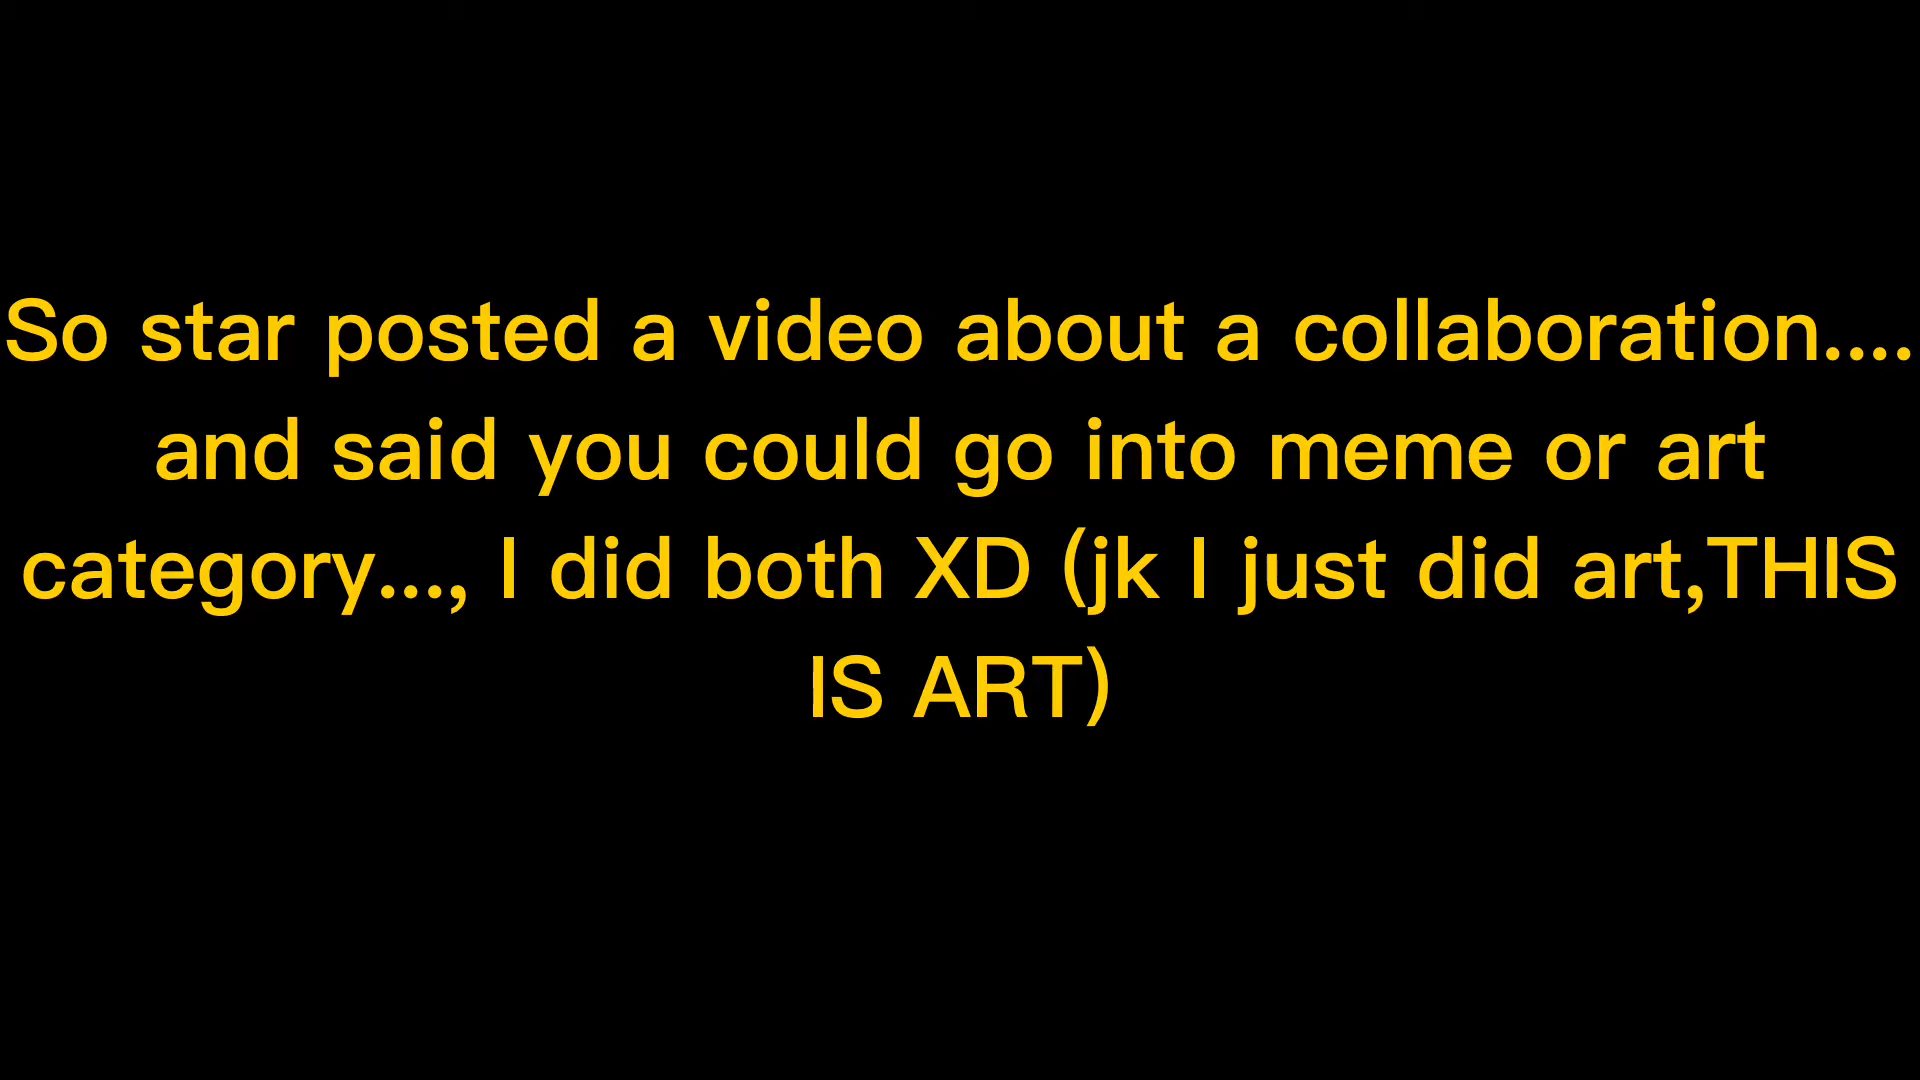 So star posted a video about a collaboration....
and said you could go into meme or art
category..., I did both XD (jk I just did art,THIS
IS ART)